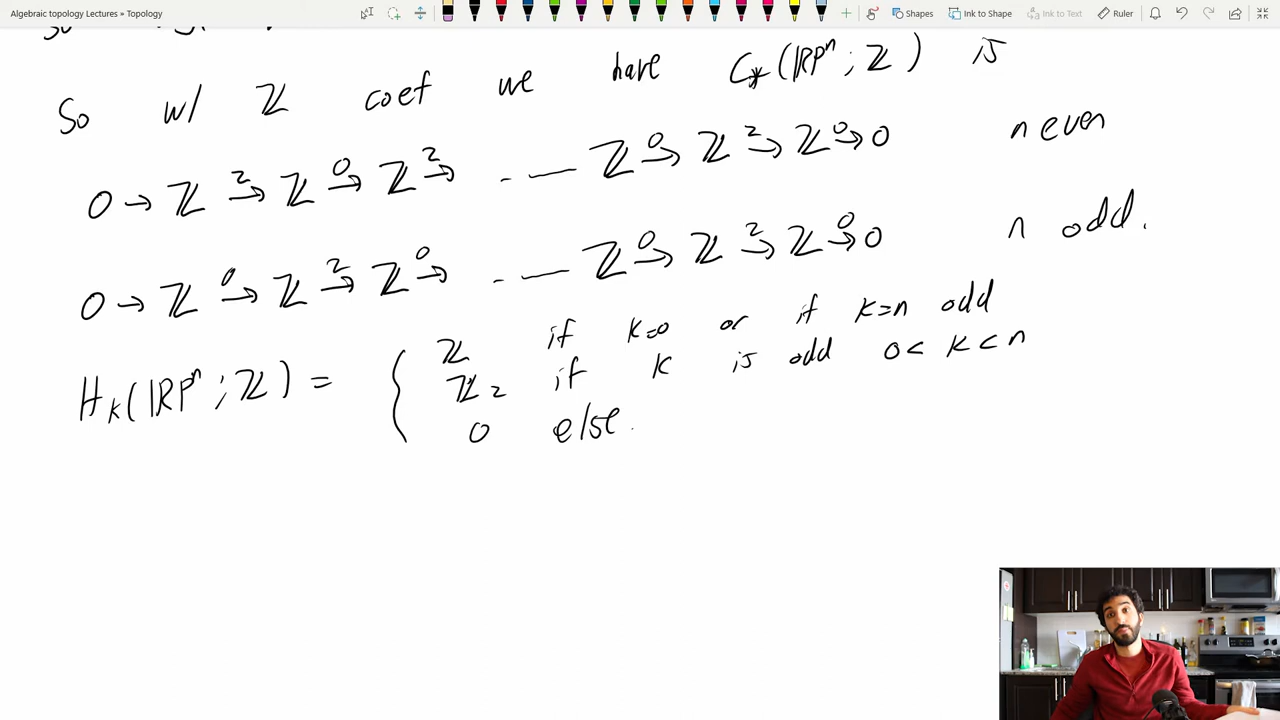 Algebraic topology Lectures – Topology
Shapes Ink to Shape Ink to Text Ruler
So w/ ℤ coef we have C_*(ℝPⁿ; ℤ) is
0 → ℤ →² ℤ →⁰ ℤ →² ... — ℤ →⁰ ℤ →² ℤ →⁰ 0 n even
0 → ℤ →⁰ ℤ →² ℤ →⁰ ... — ℤ →⁰ ℤ →² ℤ →⁰ 0 n odd.
ℤ if k=0 or if k=n odd
H_k(ℝPⁿ; ℤ) = { ℤ₂ if k is odd 0<k<n
0 else.